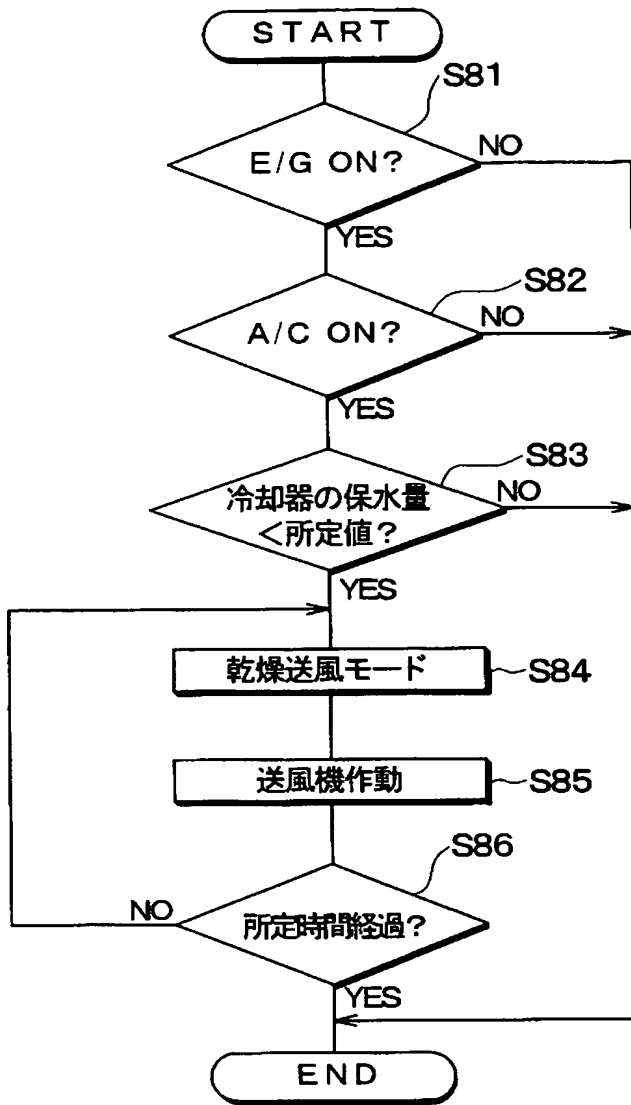 START
S81
E/G ON?
NO
YES
S82
A/C ON?
NO
YES
S83
冷却器の保水量
<所定値?
NO
YES
乾燥送風モード
S84
送風機作動
S85
S86
所定時間経過?
NO
YES
END